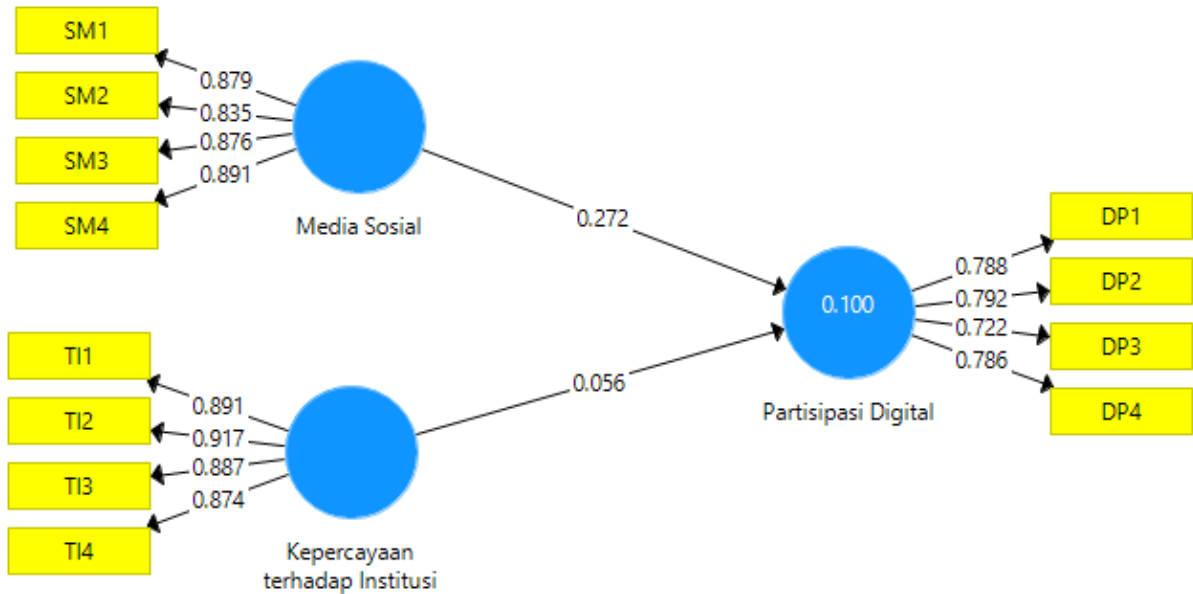 SM1
0.879
SM2
0.835
SM3
0.876
0.891
SM4
Media Sosial
0.272
DP1
0.788
DP2
0.792
0.100
0.722
DP3
0.786
Partisipasi Digital
DP4
TI1
0.891
TI2
0.917
0.887
TI3
0.874
TI4
0.056
Kepercayaan
terhadap Institusi